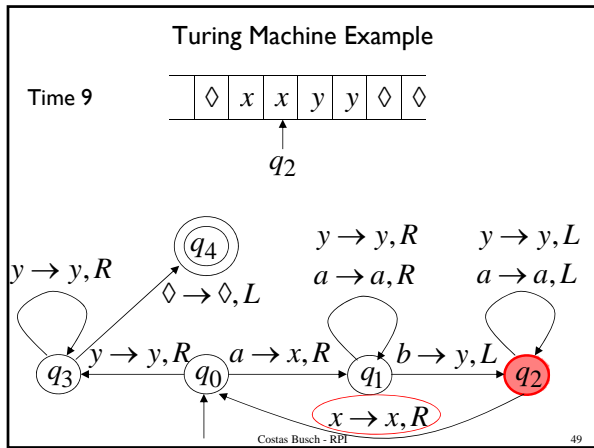 Turing Machine Example
Time 9
◊ x x y y ◊ ◊
q₂
y → y, R
y → y, L
y → y, R
q₄
a → a, R
a → a, L
◊ → ◊, L
y → y, R
a → x, R
b → y, L
q₃
q₀
q₁
q₂
x → x, R
Costas Busch - RPI
49